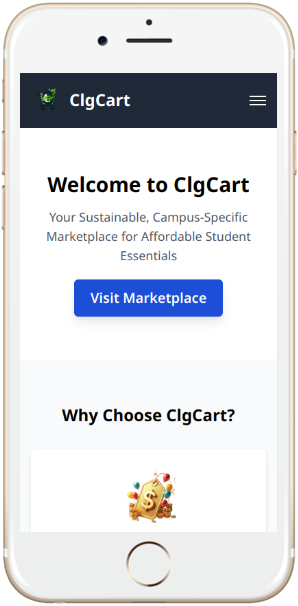 ClgCart
Welcome to ClgCart
Your Sustainable, Campus-Specific
Marketplace for Affordable Student
Essentials
Visit Marketplace
Why Choose ClgCart?
$